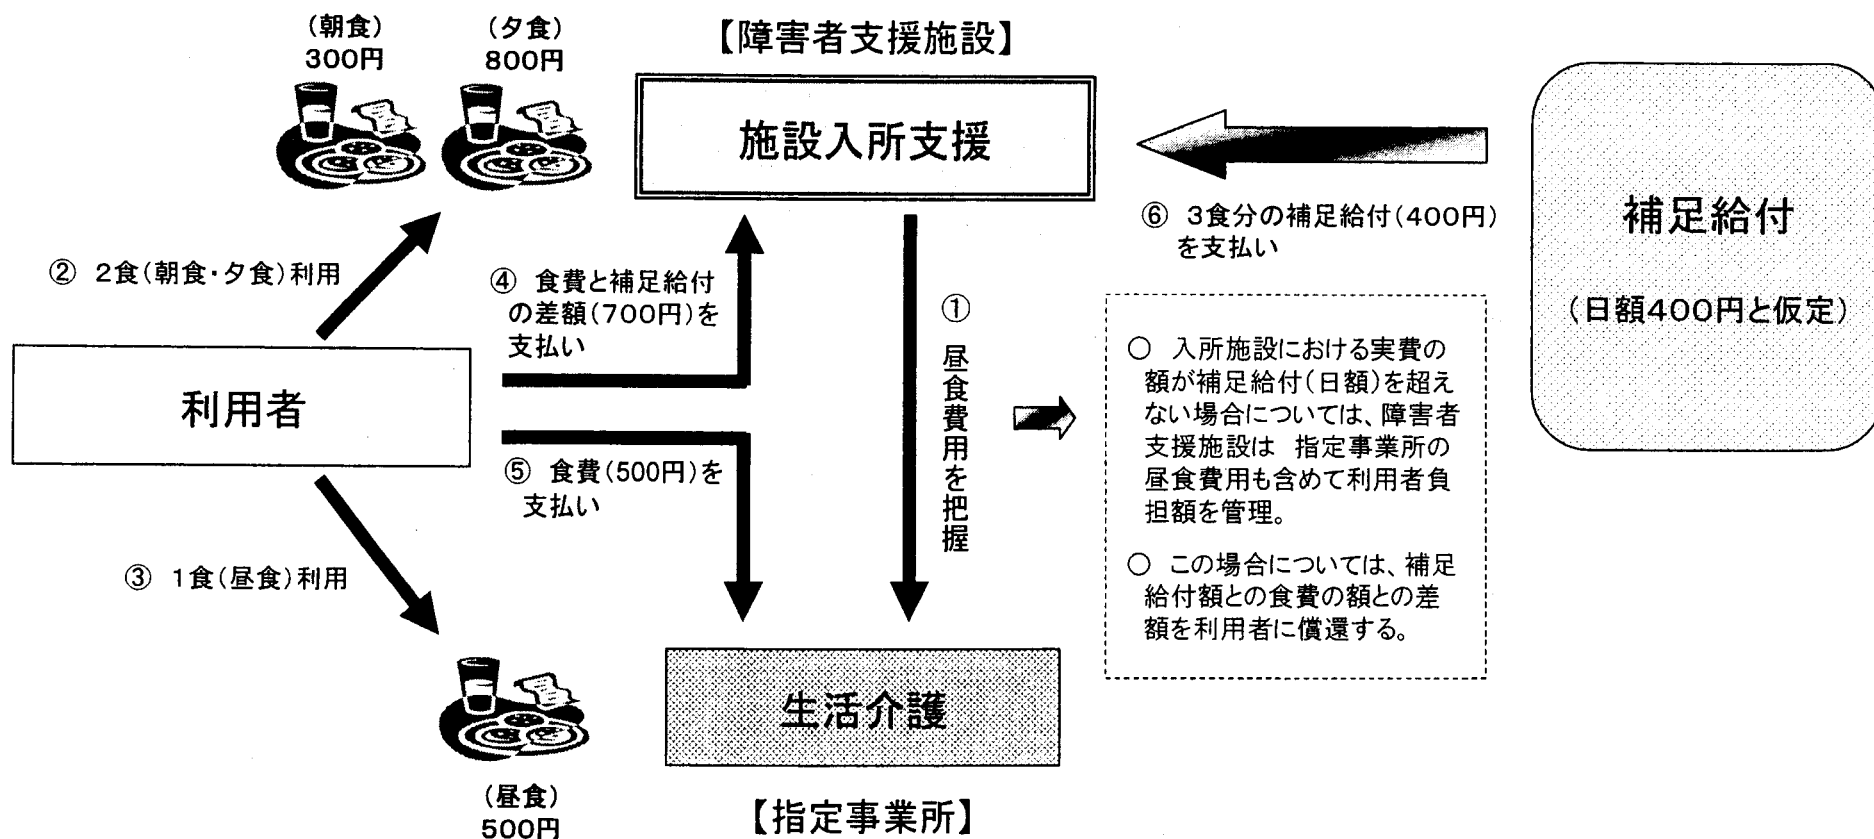 (朝食)
300円
(夕食)
800円
【障害者支援施設】
施設入所支援
⑥ 3食分の補足給付(400円)
を支払い
補足給付
(日額400円と仮定)
② 2食(朝食・夕食)利用
④ 食費と補足給付
の差額(700円)を
支払い
① 昼食費用を把握
利用者
⑤ 食費(500円)を
支払い
③ 1食(昼食)利用
○ 入所施設における実費の
額が補足給付(日額)を超え
ない場合については、障害者
支援施設は 指定事業所の
昼食費用も含めて利用者負
担額を管理。
○ この場合については、補足
給付額との食費の額との差
額を利用者に償還する。
生活介護
(昼食)
500円
【指定事業所】